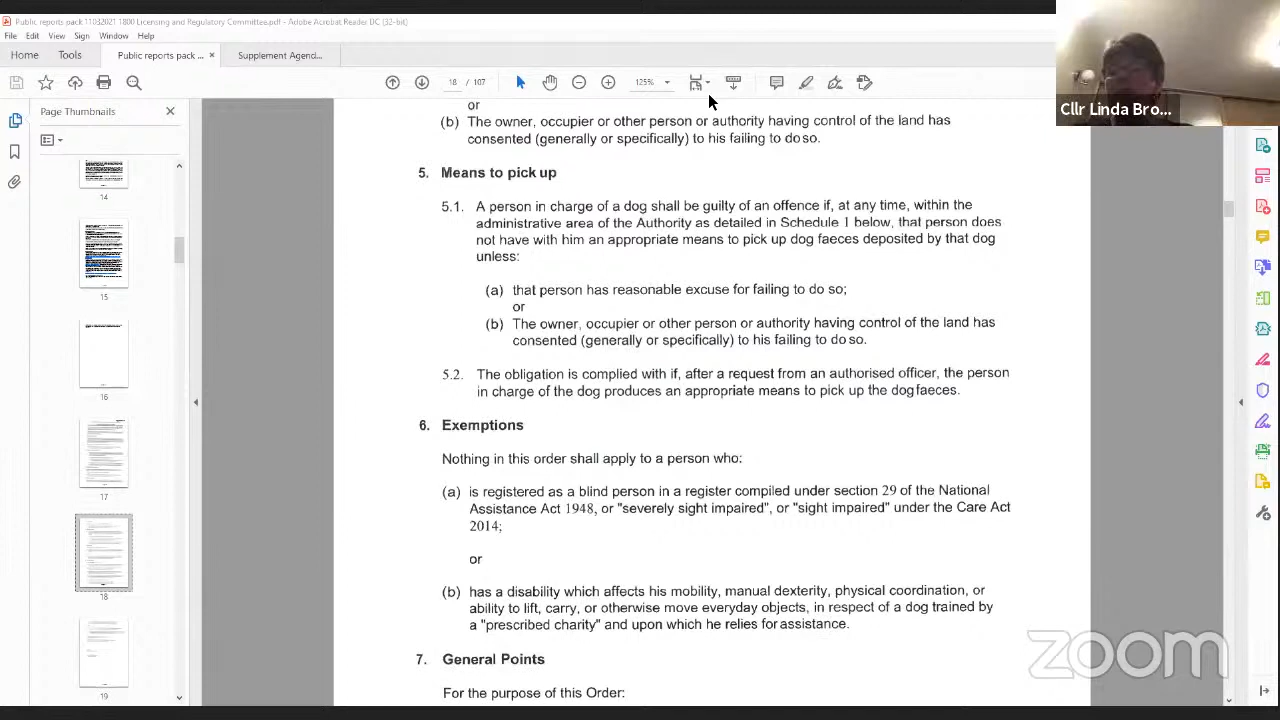 Public reports pack 11082021 1800 Licensing and Regulatory Committee.pdf - Adobe Acrobat Reader DC (32-bit)
File Edit View Sign Window Help
Home Tools Public reports pack ... × Supplement Agend...
18 / 107 125%
Page Thumbnails
14
15
16
17
18
19
or
(b) The owner, occupier or other person or authority having control of the land has
consented (generally or specifically) to his failing to do so.
5. Means to pick up
5.1. A person in charge of a dog shall be guilty of an offence if, at any time, within the
administrative area of the Authority as detailed in Schedule 1 below, that person does
not have with him an appropriate means to pick up dog faeces deposited by that dog
unless:
(a) that person has reasonable excuse for failing to do so;
or
(b) The owner, occupier or other person or authority having control of the land has
consented (generally or specifically) to his failing to do so.
5.2. The obligation is complied with if, after a request from an authorised officer, the person
in charge of the dog produces an appropriate means to pick up the dog faeces.
6. Exemptions
Nothing in this order shall apply to a person who:
(a) is registered as a blind person in a register compiled under section 29 of the National
Assistance Act 1948, or "severely sight impaired", or "sight impaired" under the Care Act
2014;
or
(b) has a disability which affects his mobility, manual dexterity, physical coordination, or
ability to lift, carry, or otherwise move everyday objects, in respect of a dog trained by
a "prescribed charity" and upon which he relies for assistance.
7. General Points
For the purpose of this Order:
Cllr Linda Bro...
zoom